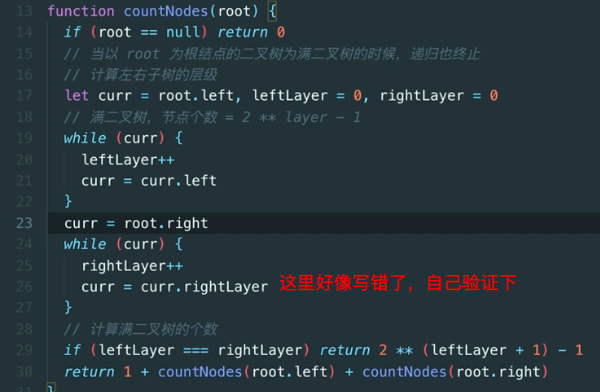 13 function countNodes(root) {
14 if (root == null) return 0
15 // 当以 root 为根结点的二叉树为满二叉树的时候，递归也终止
16 // 计算左右子树的层级
17 let curr = root.left, leftLayer = 0, rightLayer = 0
18 // 满二叉树，节点个数 = 2 ** layer - 1
19 while (curr) {
20 leftLayer++
21 curr = curr.left
22 }
23 curr = root.right
24 while (curr) {
25 rightLayer++
26 curr = curr.rightLayer 这里好像写错了，自己验证下
27 }
28 // 计算满二叉树的个数
29 if (leftLayer === rightLayer) return 2 ** (leftLayer + 1) - 1
30 return 1 + countNodes(root.left) + countNodes(root.right)
31 }